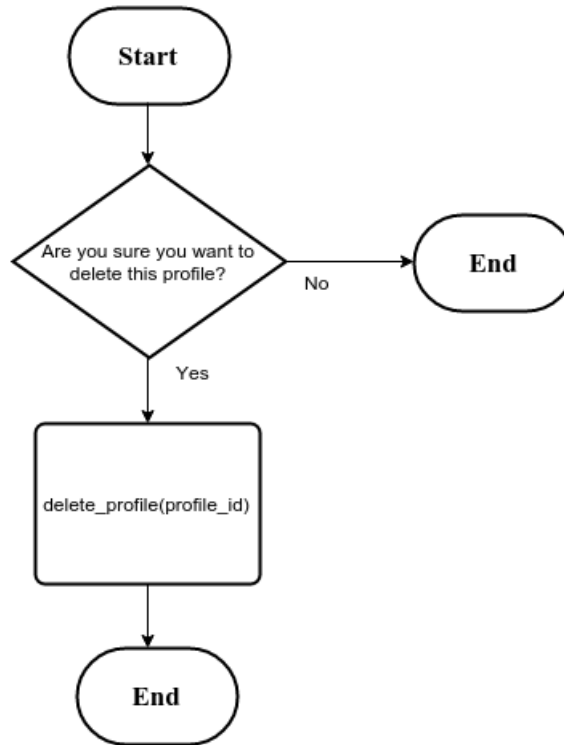 Start
Are you sure you want to
delete this profile?
End
No
Yes
delete_profile(profile_id)
End